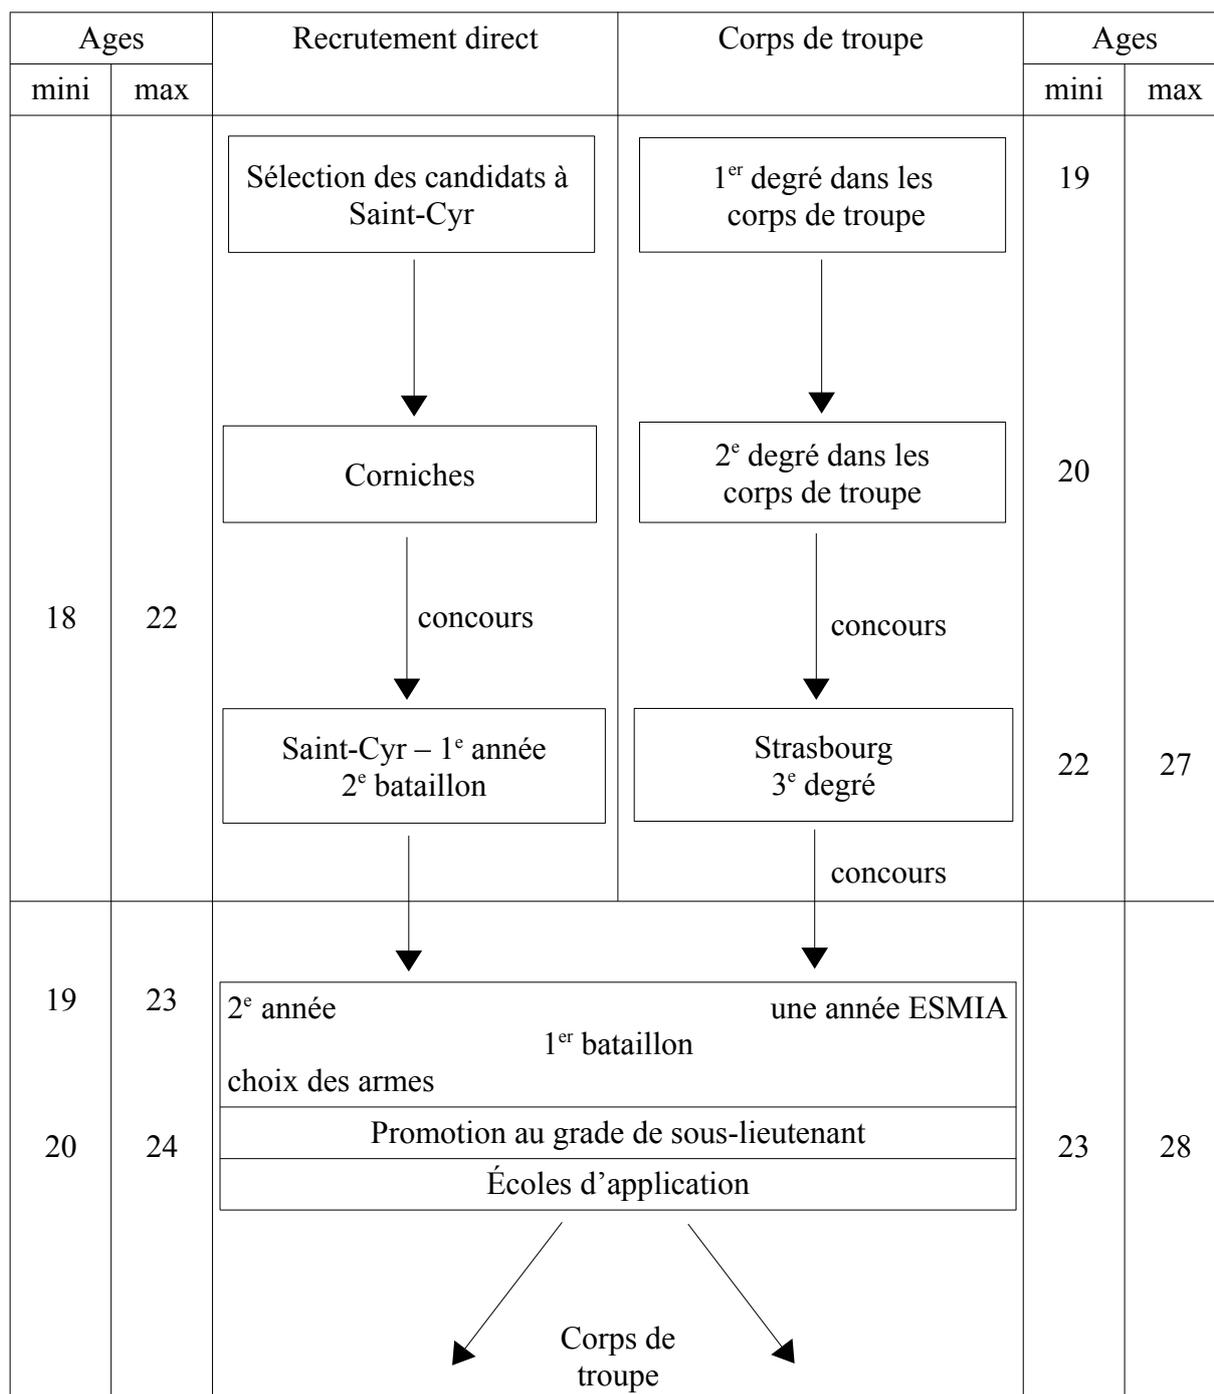 Ages Recrutement direct Corps de troupe Ages
mini max mini max
Sélection des candidats à
Saint-Cyr
1er degré dans les
corps de troupe
19
Corniches
2e degré dans les
corps de troupe
20
18 22 concours concours
Saint-Cyr – 1e année
2e bataillon
Strasbourg
3e degré
22 27
concours
19 23
2e année une année ESMIA
1er bataillon
choix des armes
20 24 Promotion au grade de sous-lieutenant 23 28
Écoles d’application
Corps de
troupe